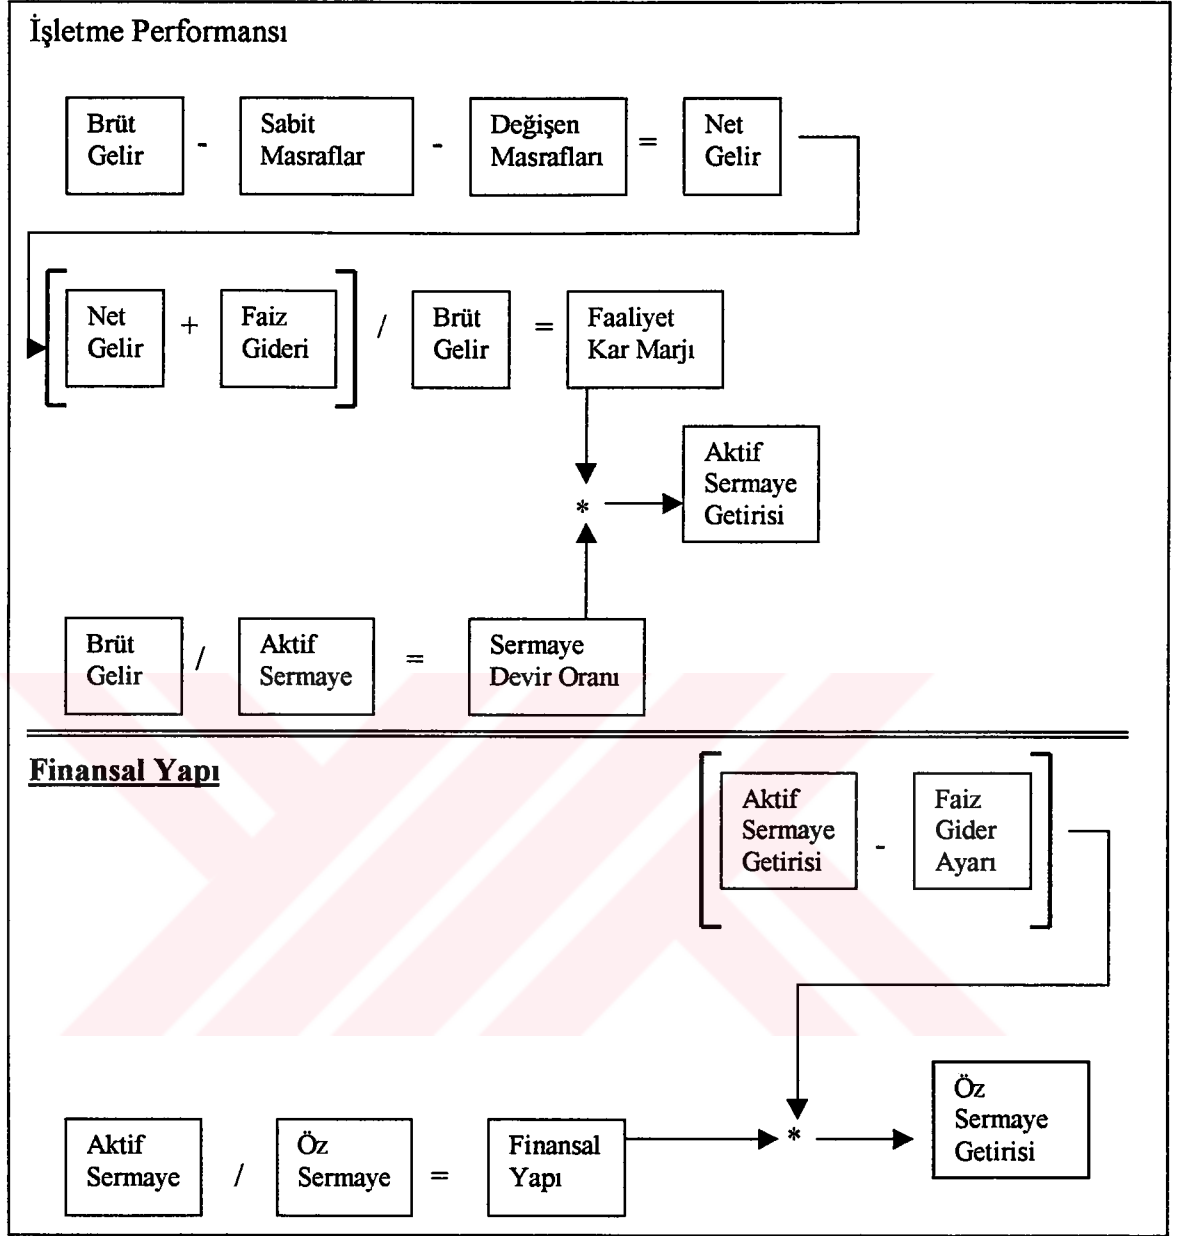 İşletme Performansı
Brüt Gelir - Sabit Masraflar - Değişen Masrafları = Net Gelir
[ Net Gelir + Faiz Gideri ] / Brüt Gelir = Faaliyet Kar Marjı
* Aktif Sermaye Getirisi
Brüt Gelir / Aktif Sermaye = Sermaye Devir Oranı
Finansal Yapı
[ Aktif Sermaye Getirisi - Faiz Gider Ayarı ]
Aktif Sermaye / Öz Sermaye = Finansal Yapı * Öz Sermaye Getirisi